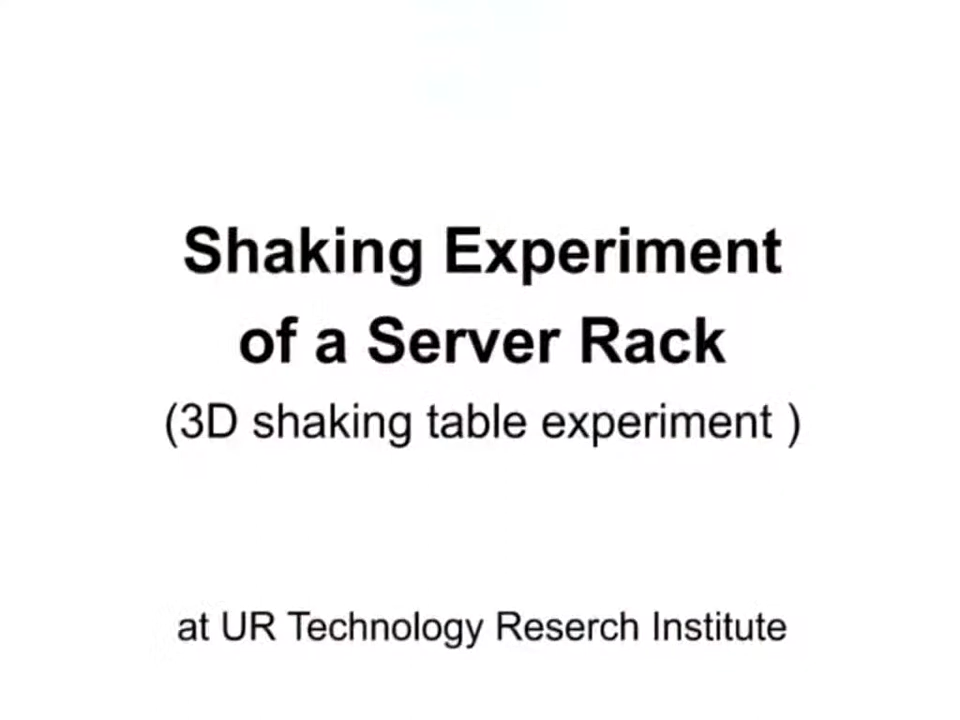 Shaking Experiment
of a Server Rack
(3D shaking table experiment )
at UR Technology Reserch Institute